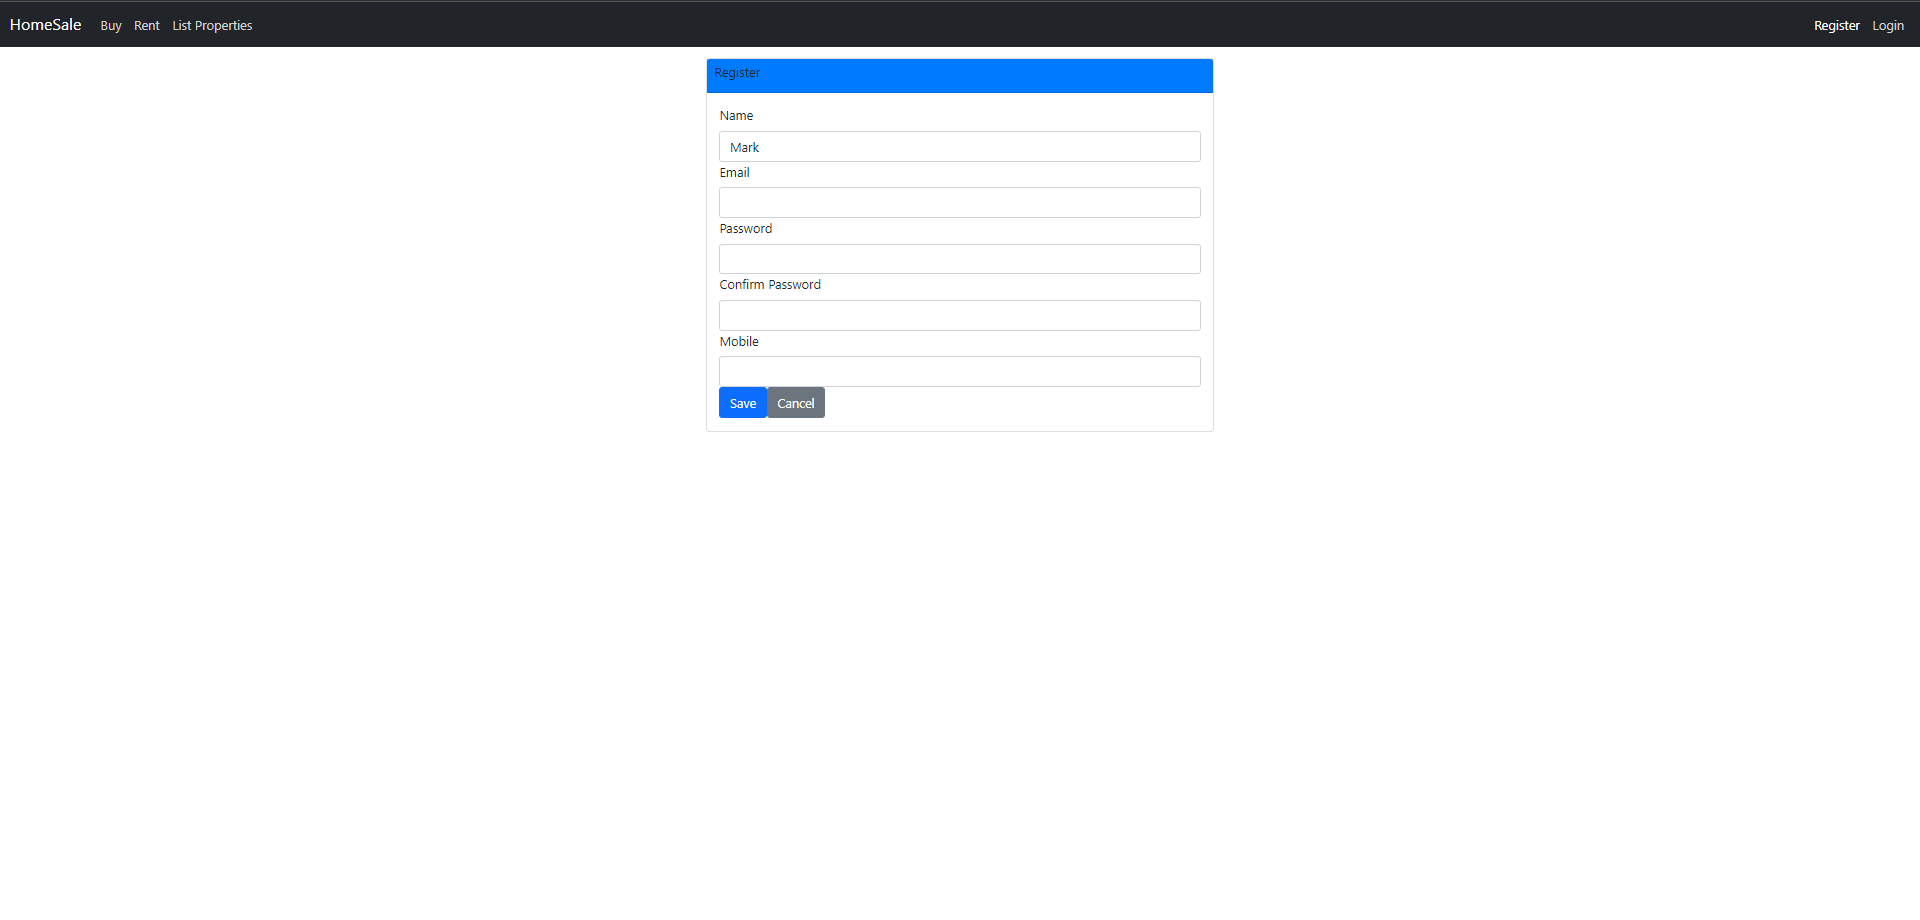 HomeSale Buy Rent List Properties Register Login
Register
Name
Mark
Email
Password
Confirm Password
Mobile
Save Cancel